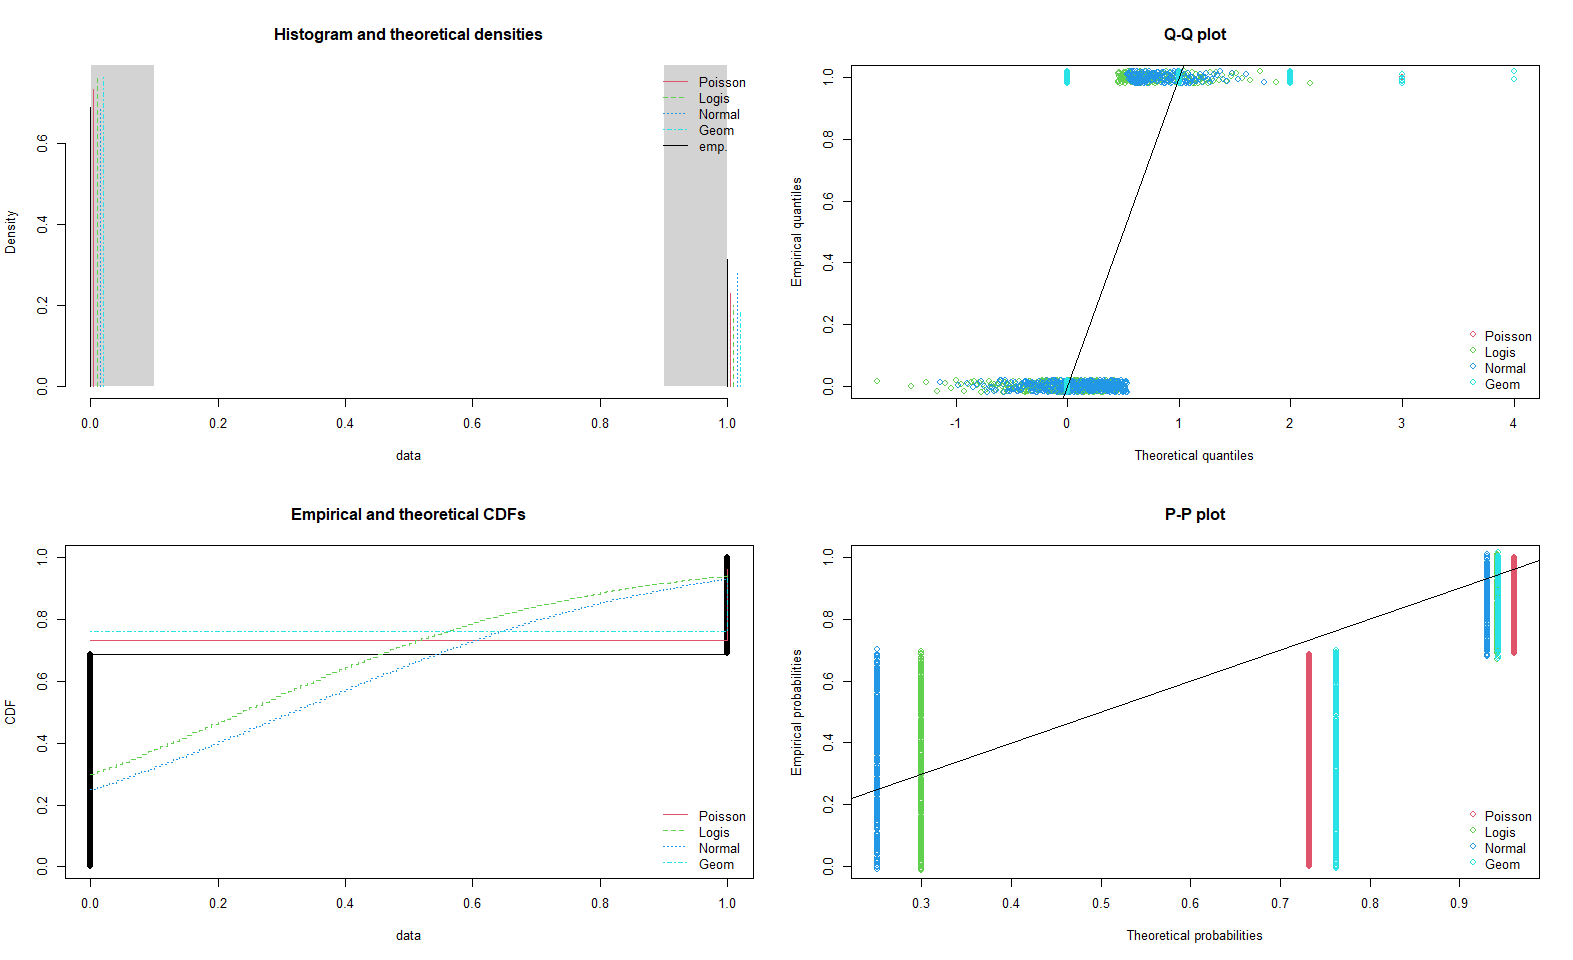 Histogram and theoretical densities
Density
0.0 0.2 0.4 0.6
Poisson
Logis
Normal
Geom
emp.
0.0 0.2 0.4 0.6 0.8 1.0
data
Q-Q plot
Empirical quantiles
0.0 0.2 0.4 0.6 0.8 1.0
Poisson
Logis
Normal
Geom
-1 0 1 2 3 4
Theoretical quantiles
Empirical and theoretical CDFs
CDF
0.0 0.2 0.4 0.6 0.8 1.0
Poisson
Logis
Normal
Geom
0.0 0.2 0.4 0.6 0.8 1.0
data
P-P plot
Empirical probabilities
0.0 0.2 0.4 0.6 0.8 1.0
Poisson
Logis
Normal
Geom
0.3 0.4 0.5 0.6 0.7 0.8 0.9
Theoretical probabilities